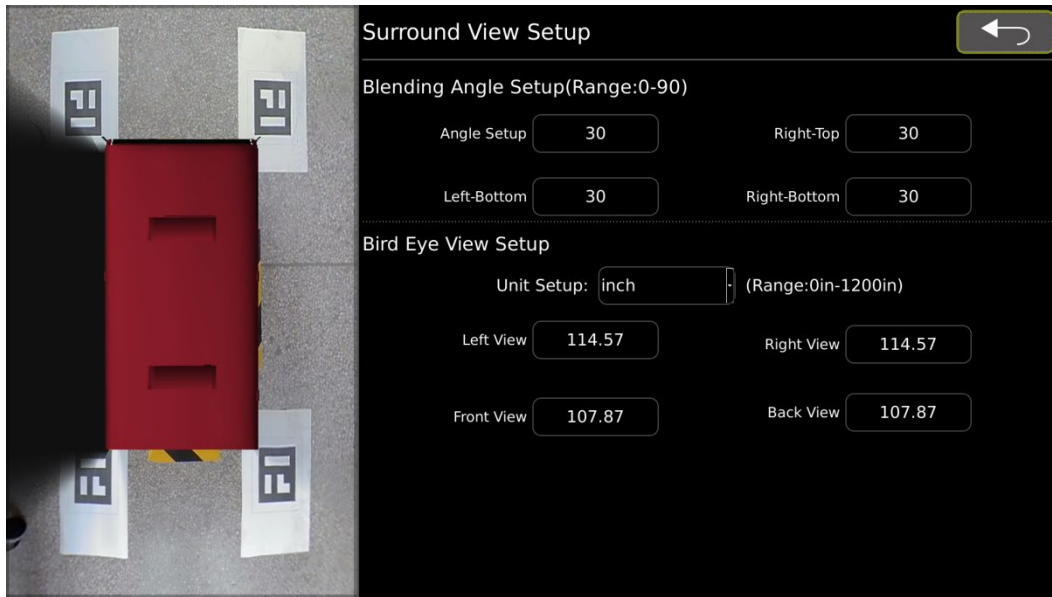 Surround View Setup
Blending Angle Setup(Range:0-90)
Angle Setup 30 Right-Top 30
Left-Bottom 30 Right-Bottom 30
Bird Eye View Setup
Unit Setup: inch (Range:0in-1200in)
Left View 114.57 Right View 114.57
Front View 107.87 Back View 107.87